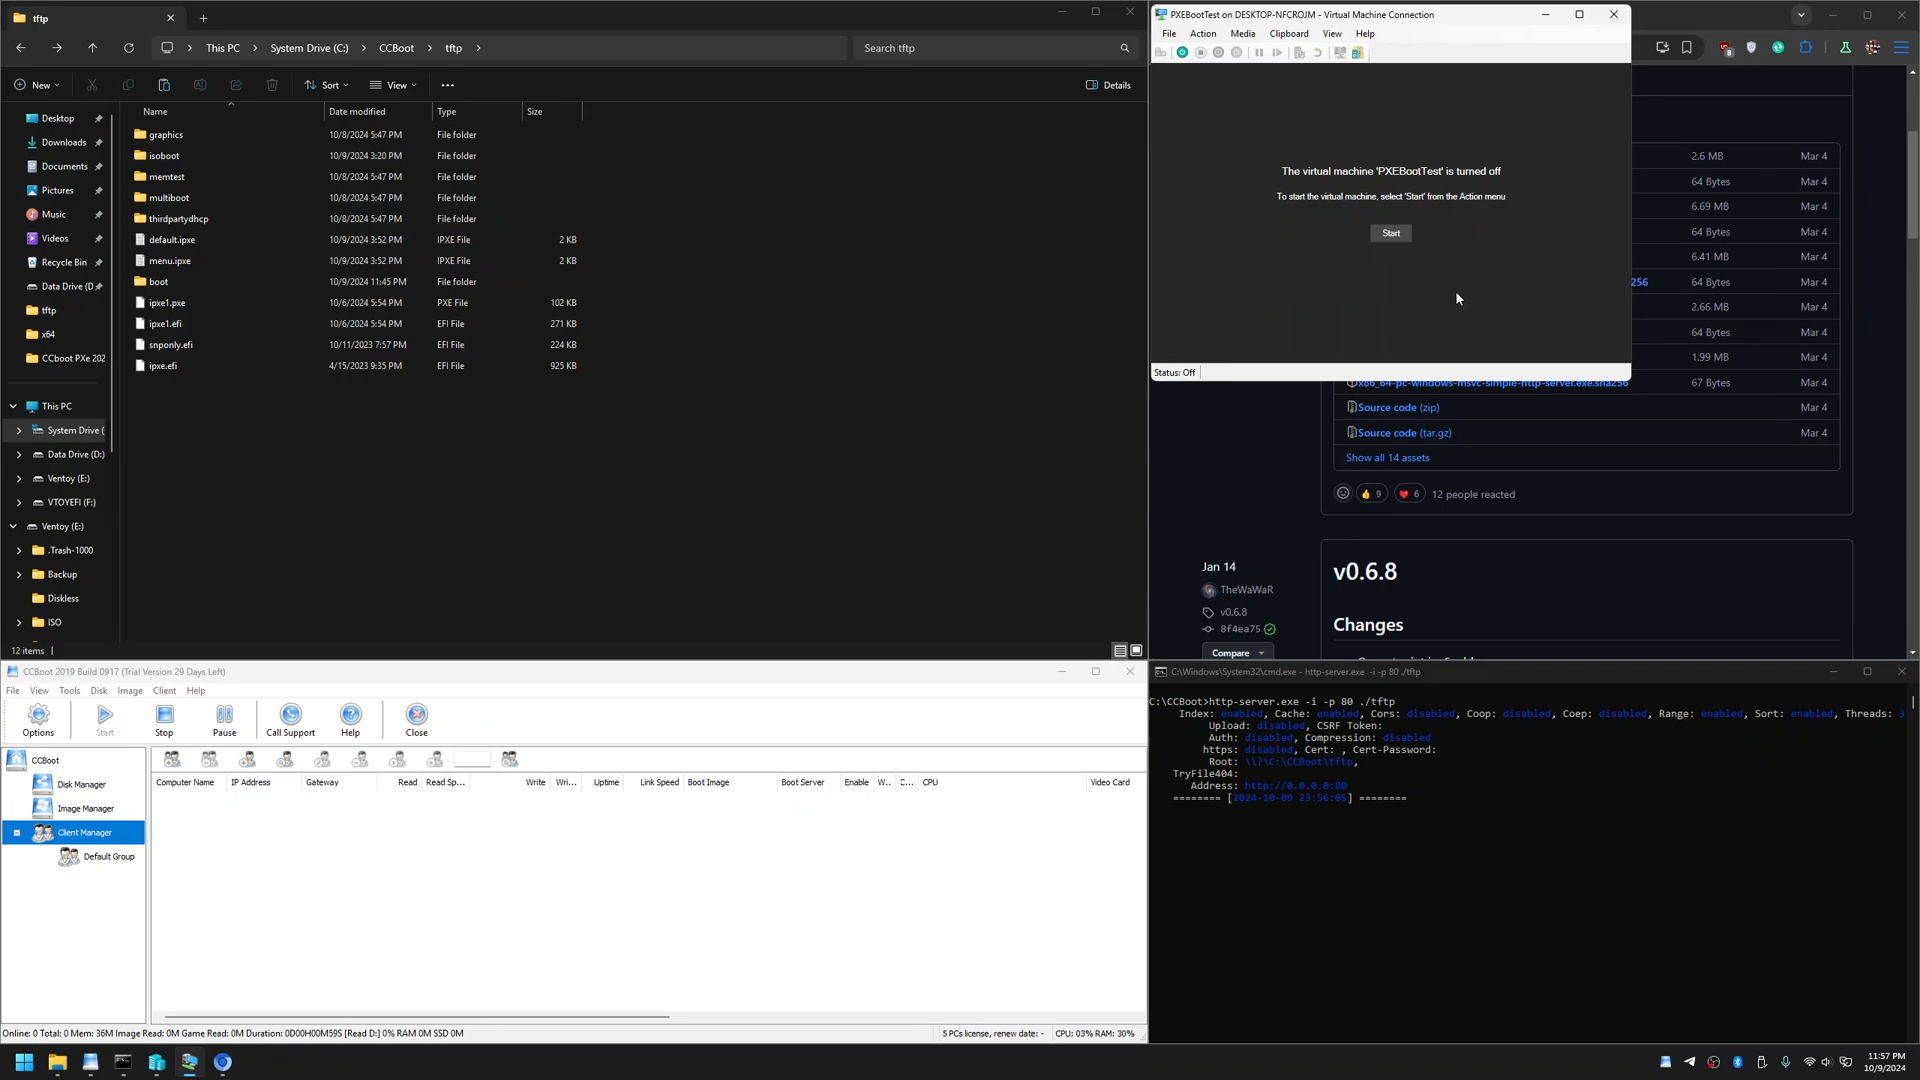 tftp
This PC
System Drive (C:)
CCBoot
tftp
Search tftp
New
Sort
View
Details
Name
Date modified
Type
Size
graphics 10/8/2024 5:47 PM File folder
isoboot 10/9/2024 3:20 PM File folder
memtest 10/8/2024 5:47 PM File folder
multiboot 10/8/2024 5:47 PM File folder
thirdpartydhcp 10/8/2024 5:47 PM File folder
default.ipxe 10/9/2024 3:52 PM IPXE File 2 KB
menu.ipxe 10/9/2024 3:52 PM IPXE File 2 KB
boot 10/9/2024 11:45 PM File folder
ipxe1.pxe 10/6/2024 5:54 PM PXE File 102 KB
ipxe1.efi 10/6/2024 5:54 PM EFI File 271 KB
snponly.efi 10/11/2023 7:57 PM EFI File 224 KB
ipxe.efi 4/15/2023 9:35 PM EFI File 925 KB
Desktop
Downloads
Documents
Pictures
Music
Videos
Recycle Bin
Data Drive (D
tftp
x64
CCboot PXe 202
This PC
System Drive (
Data Drive (D:)
Ventoy (E:)
VTOYEFI (F:)
Ventoy (E:)
.Trash-1000
Backup
Diskless
ISO
12 items
PXEBootTest on DESKTOP-NFCROJM - Virtual Machine Connection
File Action Media Clipboard View Help
The virtual machine 'PXEBootTest' is turned off
To start the virtual machine, select 'Start' from the Action menu
Start
Status: Off
2.6 MB Mar 4
64 Bytes Mar 4
6.69 MB Mar 4
64 Bytes Mar 4
6.41 MB Mar 4
256 64 Bytes Mar 4
2.66 MB Mar 4
64 Bytes Mar 4
1.99 MB Mar 4
x86_64-pc-windows-msvc-simple-http-server.exe.sha256 67 Bytes Mar 4
Source code (zip) Mar 4
Source code (tar.gz) Mar 4
Show all 14 assets
9
6
12 people reacted
Jan 14
TheWaWaR
v0.6.8
8f4ea75
Compare
v0.6.8
Changes
CCBoot 2019 Build 0917 (Trial Version 29 Days Left)
File View Tools Disk Image Client Help
Options
Start
Stop
Pause
Call Support
Help
Close
CCBoot
Disk Manager
Image Manager
Client Manager
Default Group
Computer Name IP Address Gateway Read Read Sp... Write Wri... Uptime Link Speed Boot Image Boot Server Enable W.. C... CPU Video Card
Online: 0 Total: 0 Mem: 36M Image Read: 0M Game Read: 0M Duration: 0D00H00M59S [Read D:] 0% RAM 0M SSD 0M
5 PCs license, renew date: -
CPU: 03% RAM: 30%
C:\Windows\System32\cmd.exe - http-server.exe -i -p 80 ./tftp
C:\CCBoot>http-server.exe -i -p 80 ./tftp
Index: enabled, Cache: enabled, Cors: disabled, Coop: disabled, Coep: disabled, Range: enabled, Sort: enabled, Threads: 3
Upload: disabled, CSRF Token:
Auth: disabled, Compression: disabled
https: disabled, Cert: , Cert-Password:
Root: \\?\C:\CCBoot\tftp,
TryFile404:
Address: http://0.0.0.0:80
======== [2024-10-09 23:56:05] ========
11:57 PM
10/9/2024